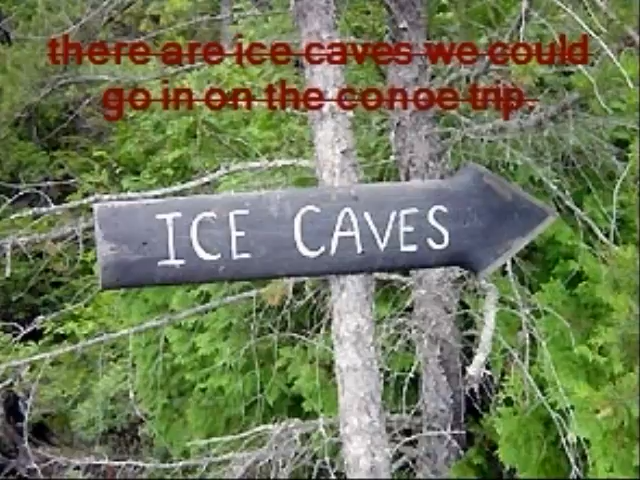 there are ice caves we could
go in on the conoe trip.
ICE CAVES